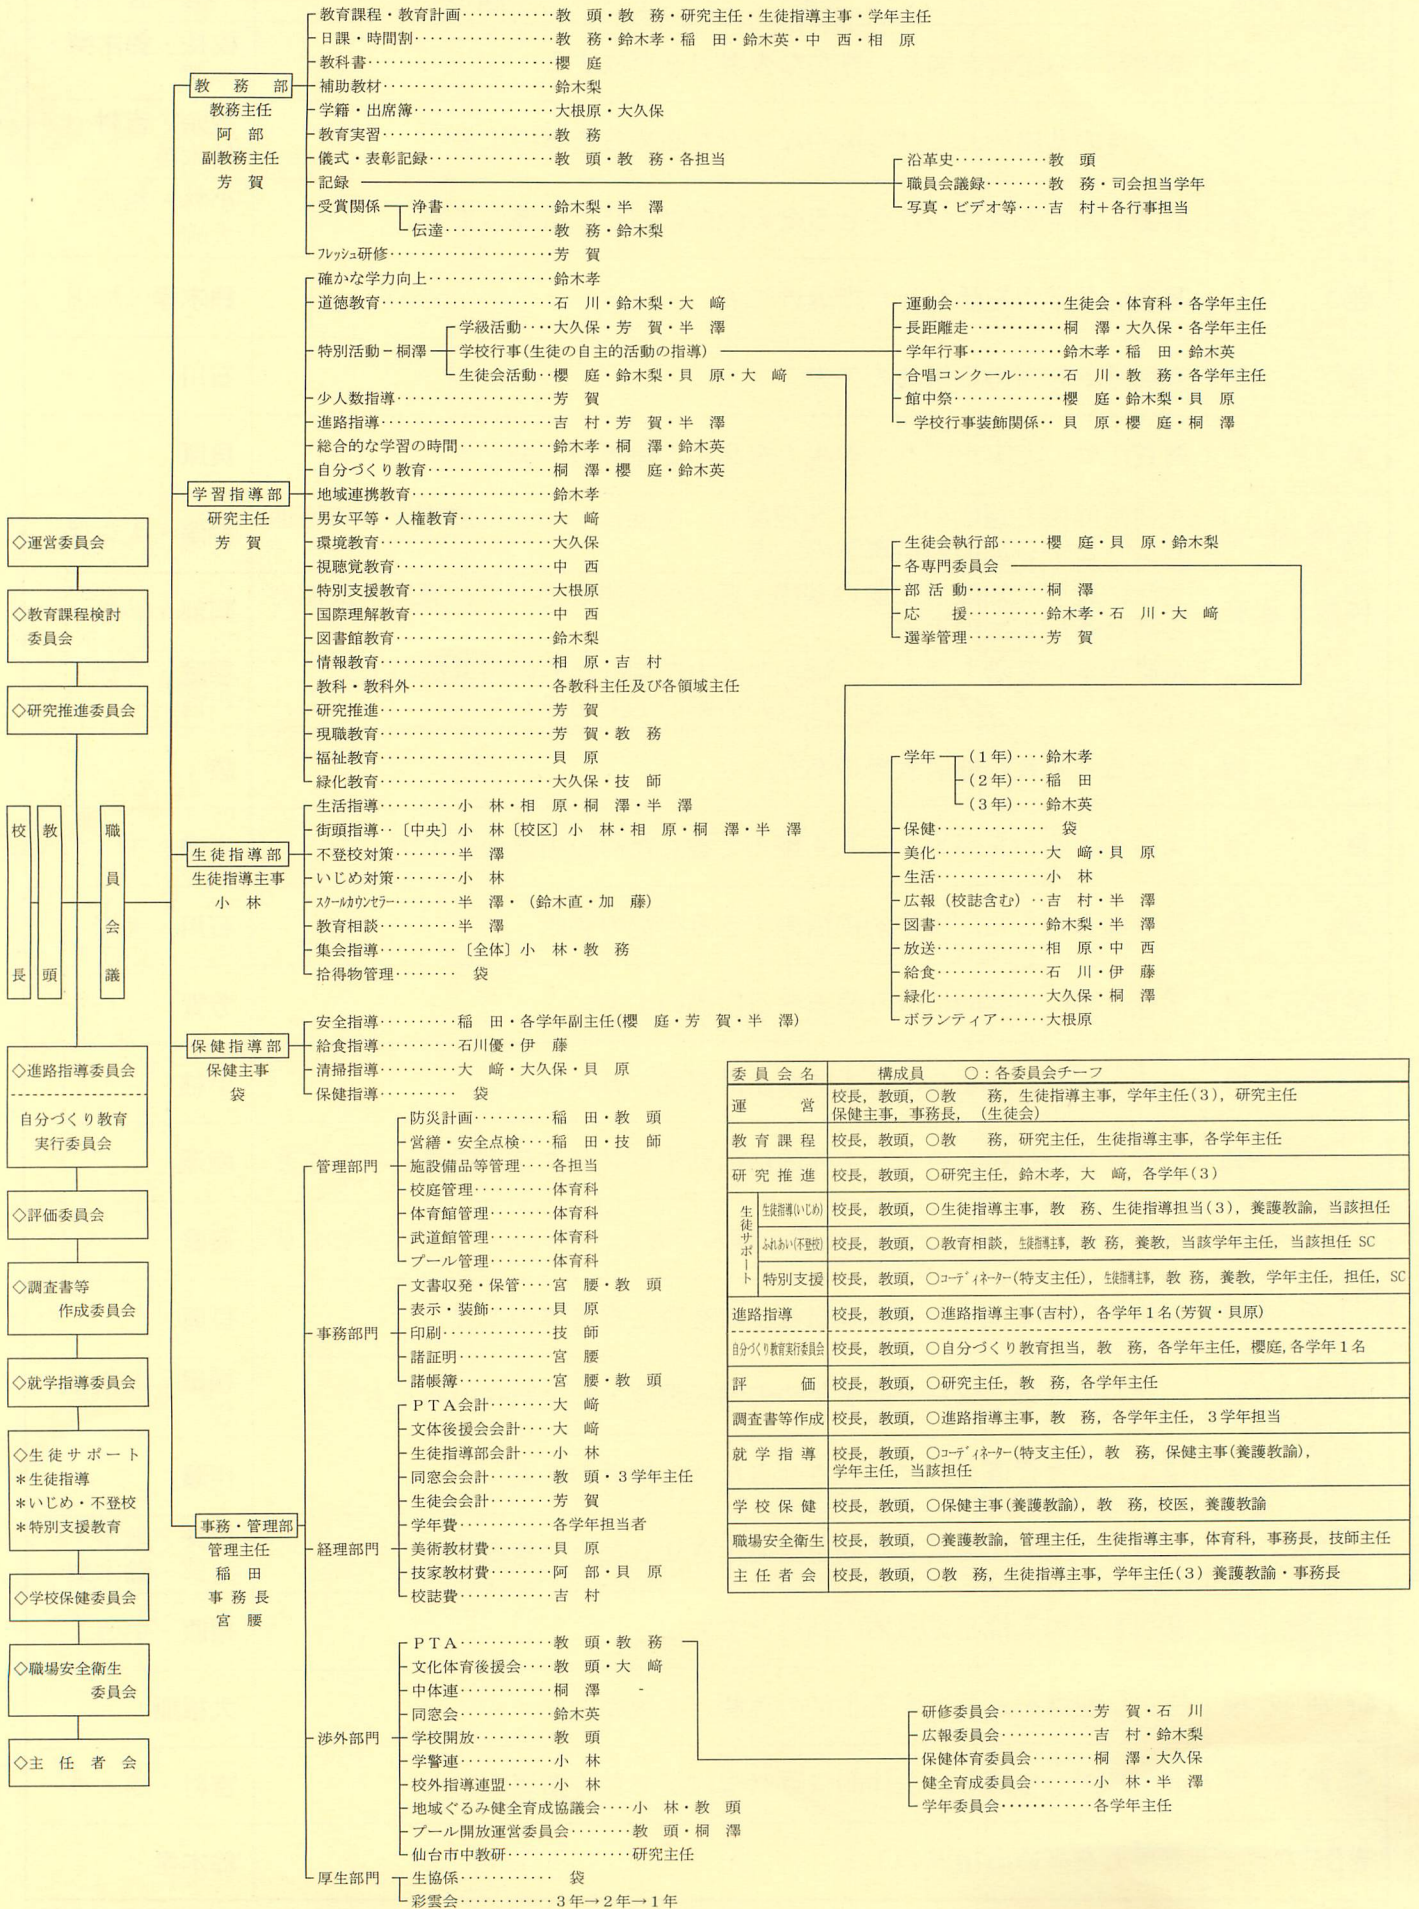 ◇運営委員会
◇教育課程検討
委員会
◇研究推進委員会
校長
教頭
職員会議
◇進路指導委員会
自分づくり教育
実行委員会
◇評価委員会
◇調査書等
作成委員会
◇就学指導委員会
◇生徒サポート
＊生徒指導
＊いじめ・不登校
＊特別支援教育
◇学校保健委員会
◇職場安全衛生
委員会
◇主 任 者 会
教 務 部
教務主任
阿 部
副教務主任
芳 賀
教育課程・教育計画············教 頭・教 務・研究主任・生徒指導主事・学年主任
日課・時間割················教 務・鈴木孝・稲 田・鈴木英・中 西・相 原
教科書······················櫻 庭
補助教材····················鈴木梨
学籍・出席簿················大根原・大久保
教育実習····················教 務
儀式・表彰記録··············教 頭・教 務・各担当
記録
沿革史············教 頭
職員会議録········教 務・司会担当学年
写真・ビデオ等····吉 村＋各行事担当
受賞関係
浄書·············鈴木梨・半 澤
伝達·············教 務・鈴木梨
フレッシュ研修················芳 賀
学習指導部
研究主任
芳 賀
確かな学力向上··············鈴木孝
道徳教育····················石 川・鈴木梨・大 﨑
特別活動－桐澤
学級活動····大久保・芳 賀・半 澤
学校行事(生徒の自主的活動の指導)
生徒会活動··櫻 庭・鈴木梨・貝 原・大 﨑
運動会·············生徒会・体育科・各学年主任
長距離走···········桐 澤・大久保・各学年主任
学年行事···········鈴木孝・稲 田・鈴木英
合唱コンクール······石 川・教 務・各学年主任
館中祭·············櫻 庭・鈴木梨・貝 原
学校行事装飾関係··貝 原・櫻 庭・桐 澤
少人数指導··················芳 賀
進路指導····················吉 村・芳 賀・半 澤
総合的な学習の時間···········鈴木孝・桐 澤・鈴木英
自分づくり教育··············桐 澤・櫻 庭・鈴木英
地域連携教育················鈴木孝
男女平等・人権教育···········大 﨑
環境教育····················大久保
視聴覚教育··················中 西
特別支援教育················大根原
国際理解教育················中 西
図書館教育··················鈴木梨
情報教育····················相 原・吉 村
教科・教科外················各教科主任及び各領域主任
研究推進····················芳 賀
現職教育····················芳 賀・教 務
福祉教育····················貝 原
緑化教育····················大久保・技 師
生徒会執行部······櫻 庭・貝 原・鈴木梨
各専門委員会
部 活 動·········桐 澤
応 援·········鈴木孝・石 川・大 﨑
選挙管理·········芳 賀
学年
(１年)····鈴木孝
(２年)····稲 田
(３年)····鈴木英
保健············· 袋
美化·············大 﨑・貝 原
生活·············小 林
広報（校誌含む）··吉 村・半 澤
図書·············鈴木梨・半 澤
放送·············相 原・中 西
給食·············石 川・伊 藤
緑化·············大久保・桐 澤
ボランティア······大根原
生徒指導部
生徒指導主事
小 林
生活指導·········小 林・相 原・桐 澤・半 澤
街頭指導··〔中央〕小 林〔校区〕小 林・相 原・桐 澤・半 澤
不登校対策········半 澤
いじめ対策········小 林
スクールカウンセラー········半 澤・（鈴木直・加 藤）
教育相談·········半 澤
集会指導·········〔全体〕小 林・教 務
拾得物管理········ 袋
保健指導部
保健主事
袋
安全指導·········稲 田・各学年副主任(櫻 庭・芳 賀・半 澤)
給食指導·········石川優・伊 藤
清掃指導·········大 﨑・大久保・貝 原
保健指導········· 袋
事務・管理部
管理主任
稲 田
事 務 長
宮 腰
管理部門
防災計画·········稲 田・教 頭
営繕・安全点検····稲 田・技 師
施設備品等管理····各担当
校庭管理·········体育科
体育館管理·······体育科
武道館管理·······体育科
プール管理·······体育科
事務部門
文書収発・保管····宮 腰・教 頭
表示・装飾·······貝 原
印刷·············技 師
諸証明···········宮 腰
諸帳簿···········宮 腰・教 頭
経理部門
ＰＴＡ会計········大 﨑
文体後援会会計····大 﨑
生徒指導部会計····小 林
同窓会会計·······教 頭・３学年主任
生徒会会計·······芳 賀
学年費···········各学年担当者
美術教材費·······貝 原
技家教材費·······阿 部・貝 原
校誌費···········吉 村
渉外部門
ＰＴＡ···········教 頭・教 務
文化体育後援会····教 頭・大 﨑
中体連···········桐 澤
同窓会···········鈴木英
学校開放·········教 頭
学警連···········小 林
校外指導連盟······小 林
地域ぐるみ健全育成協議会····小 林・教 頭
プール開放運営委員会········教 頭・桐 澤
仙台市中教研···············研究主任
研修委員会············芳 賀・石 川
広報委員会············吉 村・鈴木梨
保健体育委員会········桐 澤・大久保
健全育成委員会········小 林・半 澤
学年委員会············各学年主任
厚生部門
生協係············ 袋
彩雲会············３年→２年→１年
委 員 会 名 構成員 ○：各委員会チーフ
運 営 校長，教頭，○教 務，生徒指導主事，学年主任(３)，研究主任
保健主事，事務長，（生徒会）
教 育 課 程 校長，教頭，○教 務，研究主任，生徒指導主事，各学年主任
研 究 推 進 校長，教頭，○研究主任，鈴木孝，大 﨑，各学年(３)
生徒サポート
生徒指導(いじめ) 校長，教頭，○生徒指導主事，教 務、生徒指導担当(３)，養護教諭，当該担任
ふれあい(不登校) 校長，教頭，○教育相談，生徒指導主事，教 務，養教，当該学年主任，当該担任 SC
特別支援 校長，教頭，○コーディネーター(特支主任)，生徒指導主事，教 務，養教，学年主任，担任，SC
進路指導 校長，教頭，○進路指導主事(吉村)，各学年１名(芳賀・貝原)
自分づくり教育実行委員会 校長，教頭，○自分づくり教育担当，教 務，各学年主任，櫻庭,各学年１名
評 価 校長，教頭，○研究主任，教 務，各学年主任
調査書等作成 校長，教頭，○進路指導主事，教 務，各学年主任，３学年担当
就 学 指 導 校長，教頭，○コーディネーター(特支主任)，教 務，保健主事(養護教諭)，
学年主任，当該担任
学 校 保 健 校長，教頭，○保健主事(養護教諭)，教 務，校医，養護教諭
職場安全衛生 校長，教頭，○養護教諭，管理主任，生徒指導主事，体育科，事務長，技師主任
主 任 者 会 校長，教頭，○教 務，生徒指導主事，学年主任(３) 養護教諭・事務長